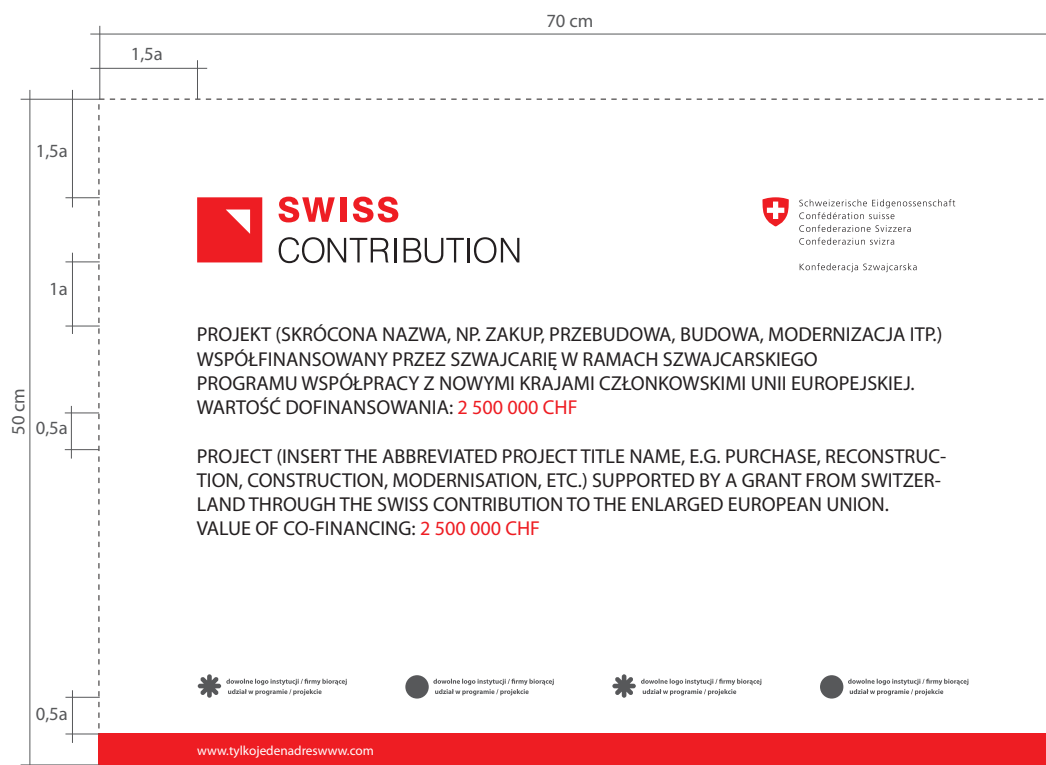 70 cm
1,5a
1,5a
1a
50 cm
0,5a
0,5a
SWISS
CONTRIBUTION
Schweizerische Eidgenossenschaft
Confédération suisse
Confederazione Svizzera
Confederaziun svizra
Konfederacja Szwajcarska
PROJEKT (SKRÓCONA NAZWA, NP. ZAKUP, PRZEBUDOWA, BUDOWA, MODERNIZACJA ITP.)
WSPÓŁFINANSOWANY PRZEZ SZWAJCARIĘ W RAMACH SZWAJCARSKIEGO
PROGRAMU WSPÓŁPRACY Z NOWYMI KRAJAMI CZŁONKOWSKIMI UNII EUROPEJSKIEJ.
WARTOŚĆ DOFINANSOWANIA: 2 500 000 CHF
PROJECT (INSERT THE ABBREVIATED PROJECT TITLE NAME, E.G. PURCHASE, RECONSTRUC-
TION, CONSTRUCTION, MODERNISATION, ETC.) SUPPORTED BY A GRANT FROM SWITZER-
LAND THROUGH THE SWISS CONTRIBUTION TO THE ENLARGED EUROPEAN UNION.
VALUE OF CO-FINANCING: 2 500 000 CHF
dowolne logo instytucji / firmy biorącej
udział w programie / projekcie
dowolne logo instytucji / firmy biorącej
udział w programie / projekcie
dowolne logo instytucji / firmy biorącej
udział w programie / projekcie
dowolne logo instytucji / firmy biorącej
udział w programie / projekcie
www.tylkojedenadreswww.com